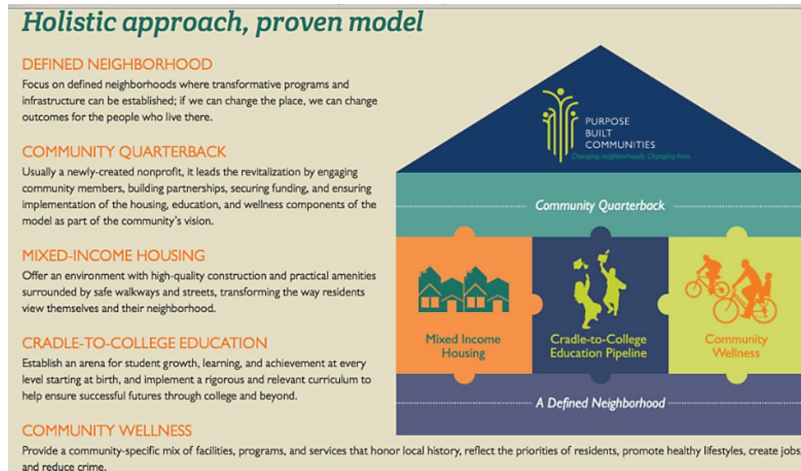 Holistic approach, proven model
DEFINED NEIGHBORHOOD
Focus on defined neighborhoods where transformative programs and
infrastructure can be established; if we can change the place, we can change
outcomes for the people who live there.
COMMUNITY QUARTERBACK
Usually a newly-created nonprofit, it leads the revitalization by engaging
community members, building partnerships, securing funding, and ensuring
implementation of the housing, education, and wellness components of the
model as part of the community's vision.
MIXED-INCOME HOUSING
Offer an environment with high-quality construction and practical amenities
surrounded by safe walkways and streets, transforming the way residents
view themselves and their neighborhood.
CRADLE-TO-COLLEGE EDUCATION
Establish an arena for student growth, learning, and achievement at every
level starting at birth, and implement a rigorous and relevant curriculum to
help ensure successful futures through college and beyond.
COMMUNITY WELLNESS
Provide a community-specific mix of facilities, programs, and services that honor local history, reflect the priorities of residents, promote healthy lifestyles, create jobs
and reduce crime.
PURPOSE
BUILT
COMMUNITIES
Changing neighborhoods. Changing lives.
Community Quarterback
Mixed Income
Housing
Cradle-to-College
Education Pipeline
Community
Wellness
A Defined Neighborhood